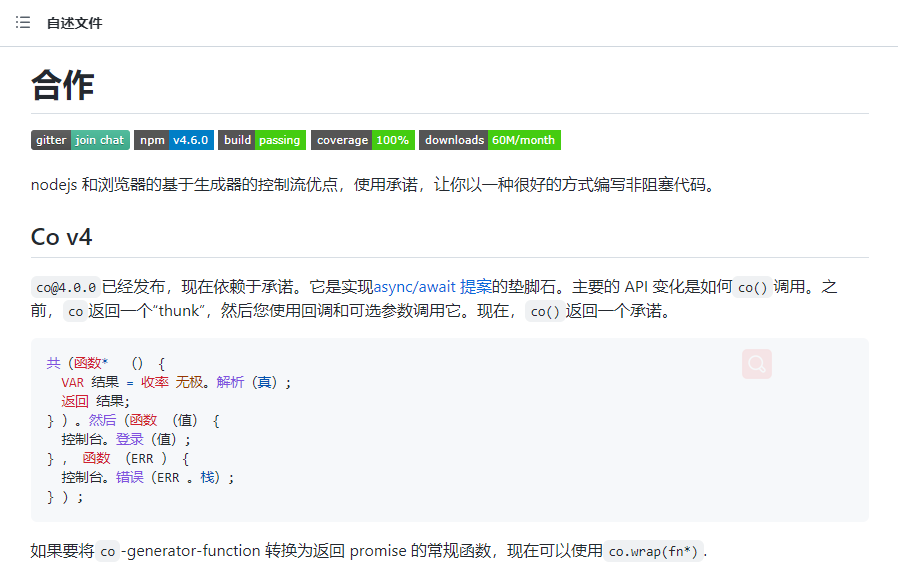 自述文件
合作
gitter join chat npm v4.6.0 build passing coverage 100% downloads 60M/month
nodejs 和浏览器的基于生成器的控制流优点，使用承诺，让你以一种很好的方式编写非阻塞代码。
Co v4
co@4.0.0 已经发布，现在依赖于承诺。它是实现async/await 提案的垫脚石。主要的 API 变化是如何 co() 调用。之
前， co 返回一个“thunk”，然后您使用回调和可选参数调用它。现在， co() 返回一个承诺。
共（函数* （） {
VAR 结果 = 收率 无极。解析（真）;
返回 结果;
} ）。然后（函数 （值） {
控制台。登录（值）;
} ， 函数 （ERR ） {
控制台。错误（ERR 。栈）;
} ）;
如果要将 co -generator-function 转换为返回 promise 的常规函数，现在可以使用 co.wrap(fn*) .